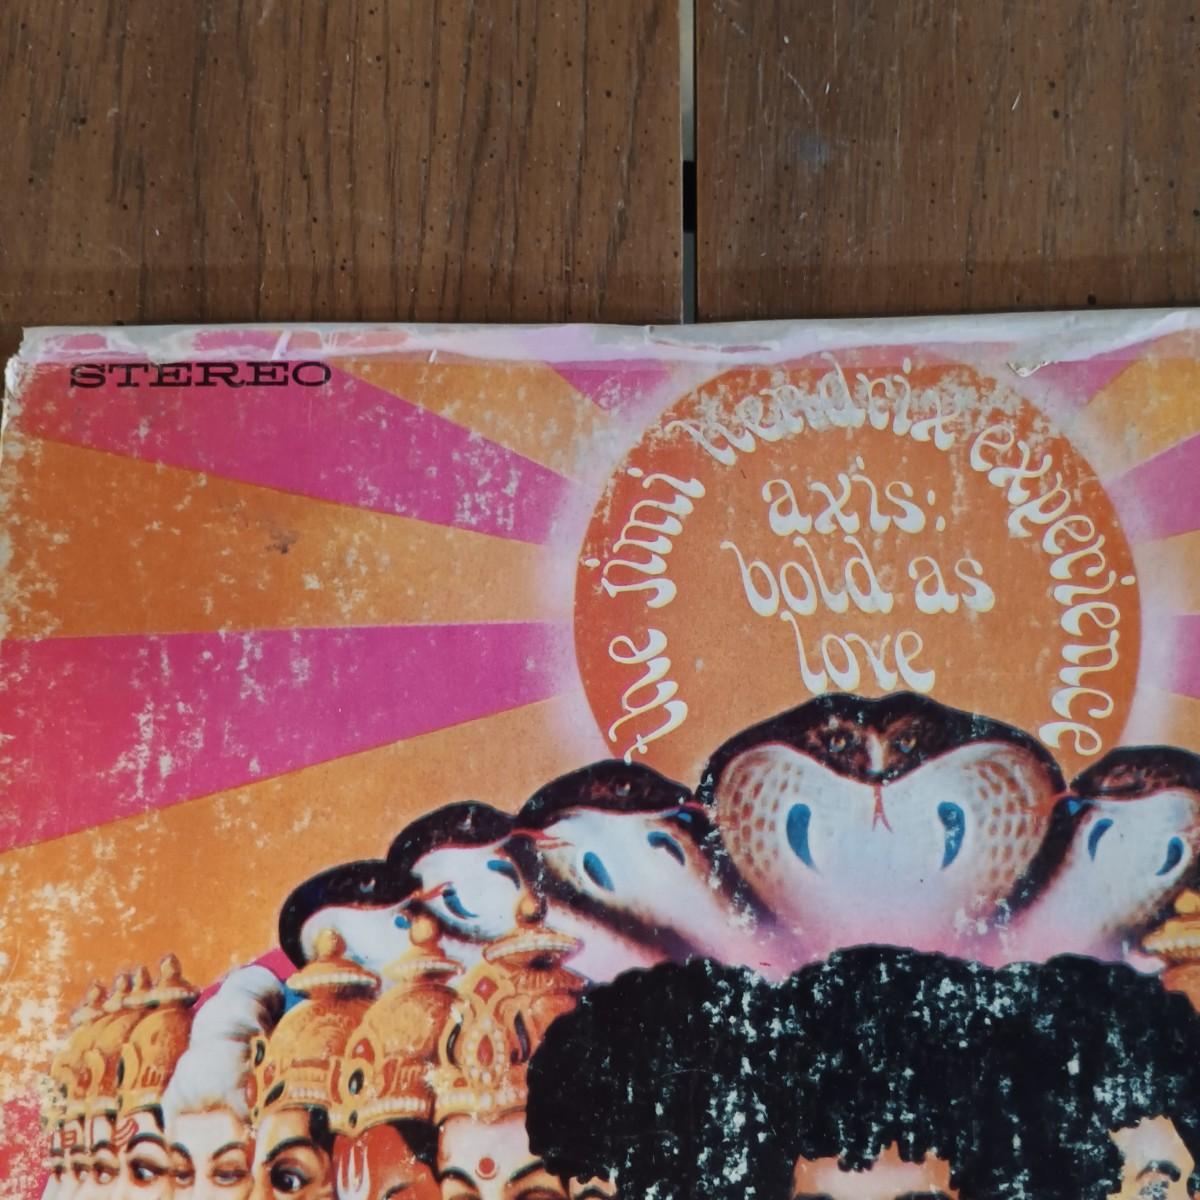 STEREO
the jimi hendrix experience
axis:
bold as
love